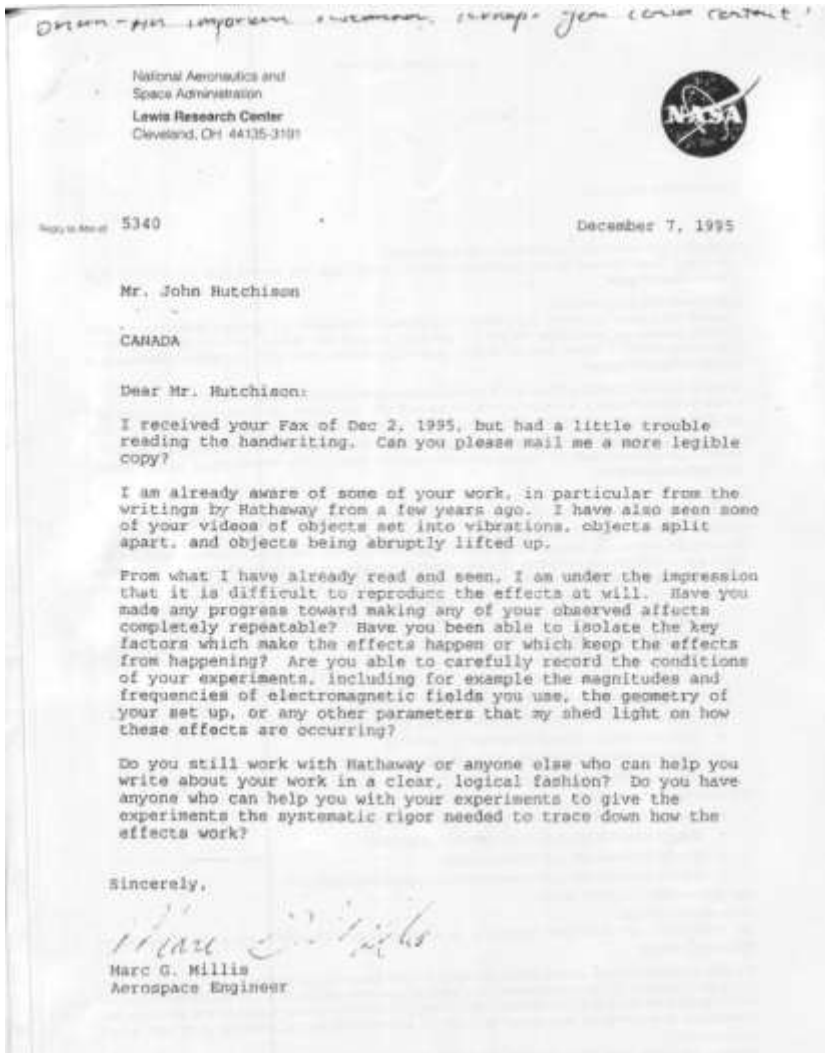 National Aeronautics and
Space Administration
Lewis Research Center
Cleveland, OH 44135-3191
NASA
Reply to Attn of: 5340
December 7, 1995
Mr. John Hutchison
CANADA
Dear Mr. Hutchison:
I received your Fax of Dec 2, 1995, but had a little trouble
reading the handwriting. Can you please mail me a more legible
copy?
I am already aware of some of your work, in particular from the
writings by Hathaway from a few years ago. I have also seen some
of your videos of objects set into vibrations, objects split
apart, and objects being abruptly lifted up.
From what I have already read and seen, I am under the impression
that it is difficult to reproduce the effects at will. Have you
made any progress toward making any of your observed affects
completely repeatable? Have you been able to isolate the key
factors which make the effects happen or which keep the effects
from happening? Are you able to carefully record the conditions
of your experiments, including for example the magnitudes and
frequencies of electromagnetic fields you use, the geometry of
your set up, or any other parameters that my shed light on how
these effects are occurring?
Do you still work with Hathaway or anyone else who can help you
write about your work in a clear, logical fashion? Do you have
anyone who can help you with your experiments to give the
experiments the systematic rigor needed to trace down how the
effects work?
Sincerely,
Marc G. Millis
Marc G. Millis
Aerospace Engineer